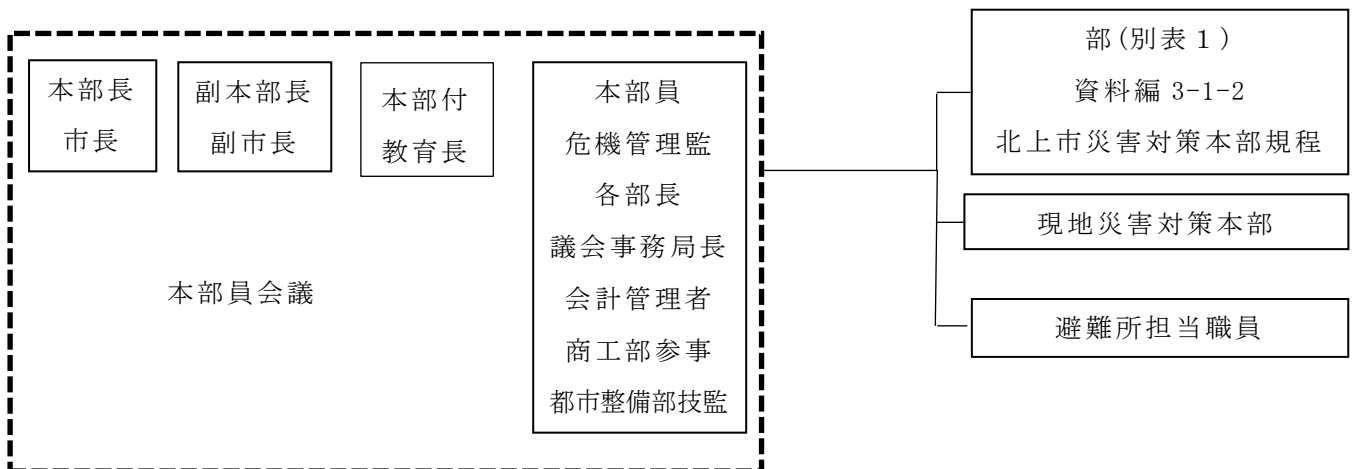 本部長
市長
副本部長
副市長
本部付
教育長
本部員
危機管理監
各部長
議会事務局長
会計管理者
商工部参事
都市整備部技監
本部員会議
部(別表1)
資料編3-1-2
北上市災害対策本部規程
現地災害対策本部
避難所担当職員